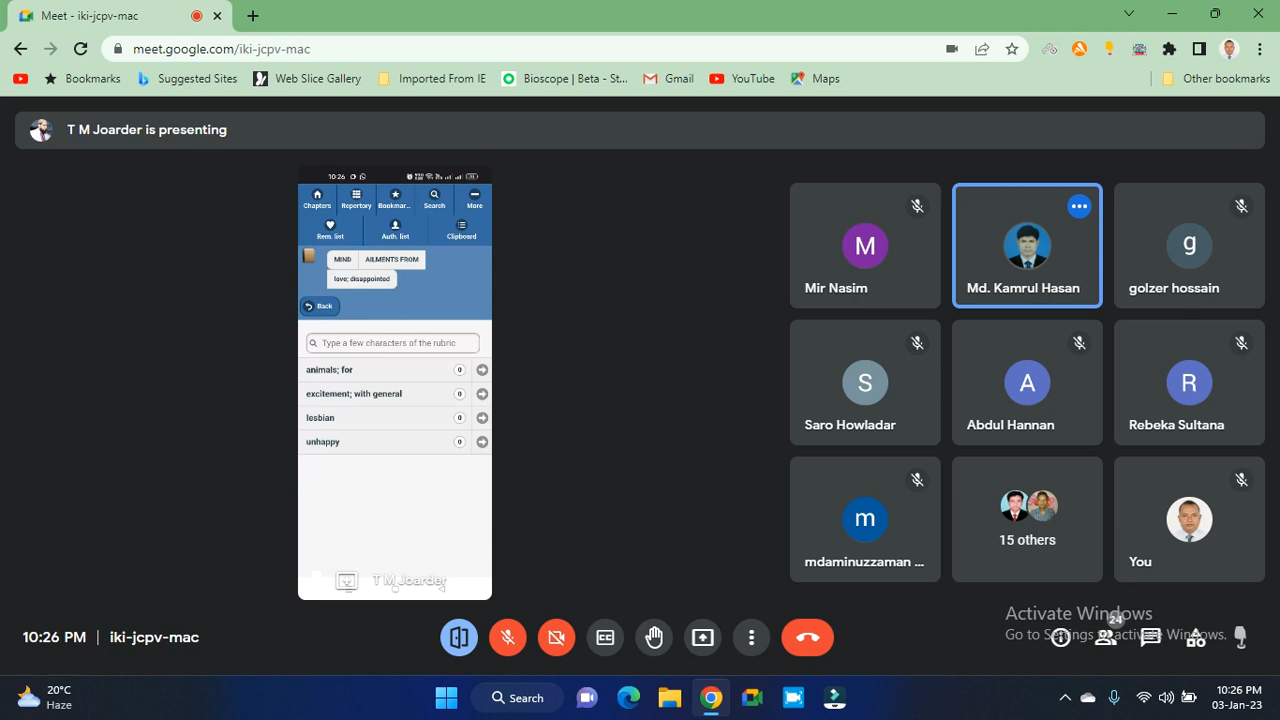 Meet - iki-jcpv-mac
meet.google.com/iki-jcpv-mac
Bookmarks
Suggested Sites
Web Slice Gallery
Imported From IE
Bioscope | Beta - St...
Gmail
YouTube
Maps
Other bookmarks
T M Joarder is presenting
10:26
Chapters
Repertory
Bookmar...
Search
More
Rem. list
Auth. list
Clipboard
MIND
AILMENTS FROM
love; disappointed
Back
Type a few characters of the rubric
animals; for 0
excitement; with general 0
lesbian 0
unhappy 0
T M Joarder
M
Mir Nasim
Md. Kamrul Hasan
g
golzer hossain
S
Saro Howladar
A
Abdul Hannan
R
Rebeka Sultana
m
mdaminuzzaman ...
15 others
You
Activate Windows
Go to Settings to activate Windows.
10:26 PM | iki-jcpv-mac
24
20°C
Haze
Search
10:26 PM
03-Jan-23